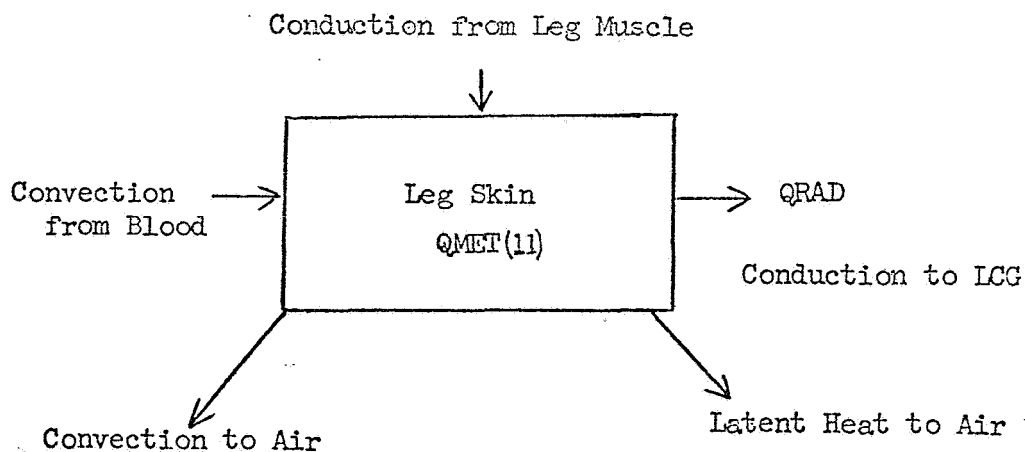 Conduction from Leg Muscle
Convection
from Blood
Leg Skin
QMET(11)
QRAD
Conduction to LCG
Convection to Air
Latent Heat to Air